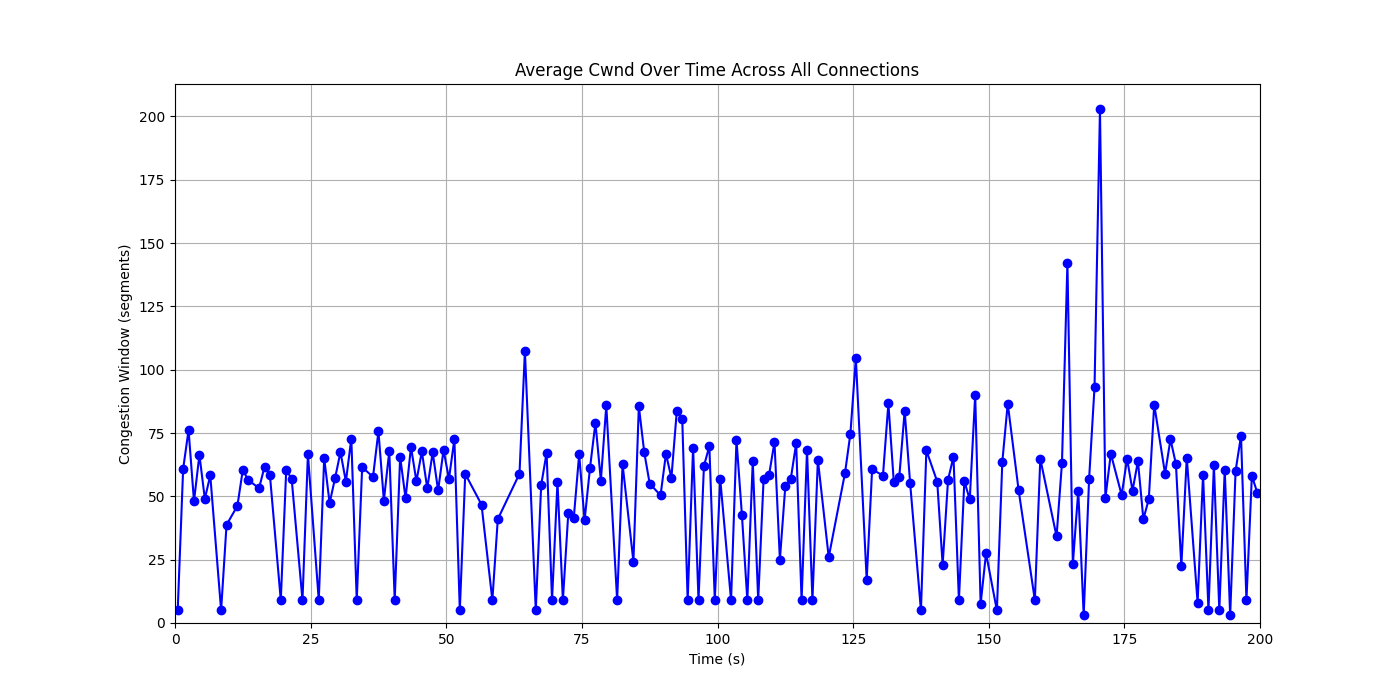 Average Cwnd Over Time Across All Connections
Congestion Window (segments)
200
175
150
125
100
75
50
25
0
0 25 50 75 100 125 150 175 200
Time (s)